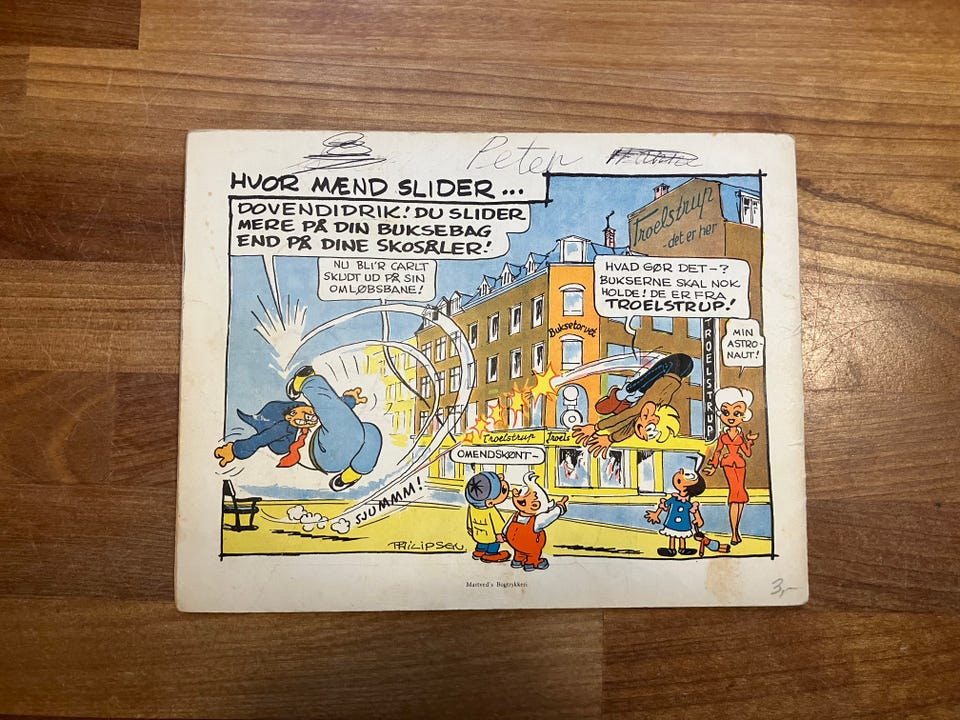 Peter
HVOR MÆND SLIDER...
DOVENDIDRIK! DU SLIDER
MERE PÅ DIN BUKSEBAG
END PÅ DINE SKOSÅLER!
NU BLI'R CARLT
SKUDT UD PÅ SIN
OMLØBSBANE!
Troelstrup
- det er her
HVAD GØR DET-?
BUKSERNE SKAL NOK
HOLDE! DE ER FRA
TROELSTRUP!
MIN
ASTRO-
NAUT!
Buksetorvet
TROELSTRUP
Troelstrup
Troels
OMENDSKØNT-
SJUMMM!
PHILIPSEN
Martved's Bogtrykkeri
3,-